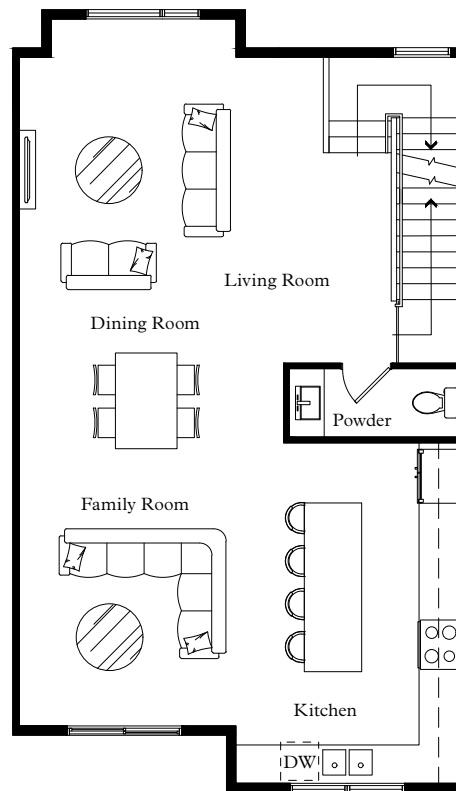 Living Room
Dining Room
Powder
Family Room
Kitchen
DW